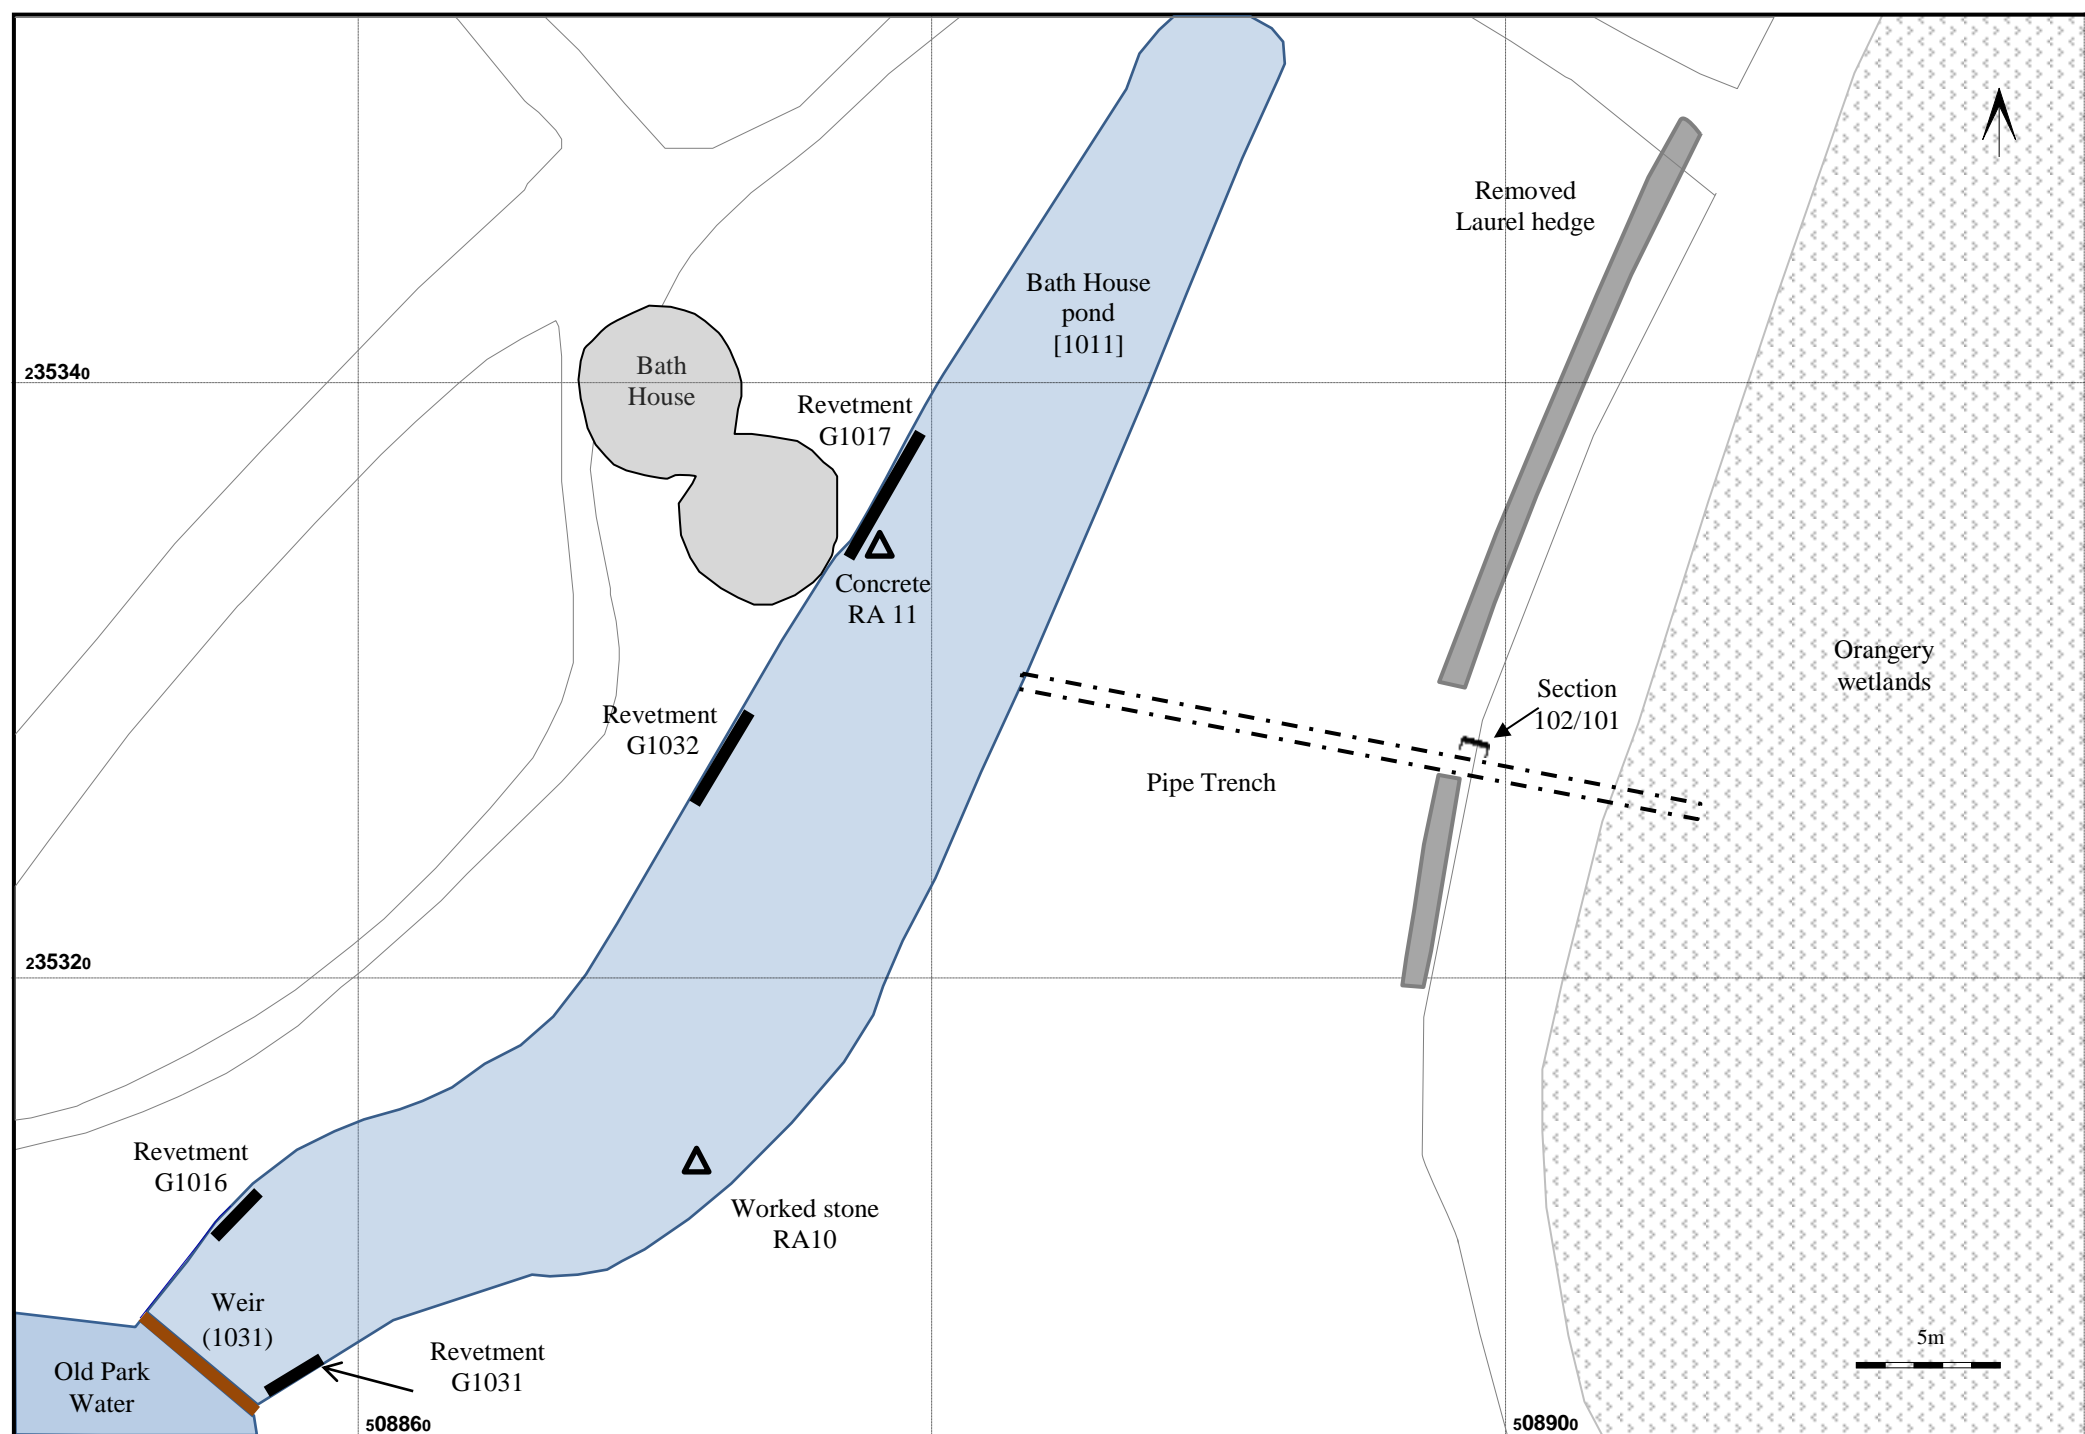 Removed
Laurel hedge
Bath House
pond
[1011]
Bath
House
235340
Revetment
G1017
Concrete
RA 11
Orangery
wetlands
Section
102/101
Revetment
G1032
Pipe Trench
235320
Revetment
G1016
Worked stone
RA10
Weir
(1031)
5m
Revetment
G1031
Old Park
Water
508860
508900